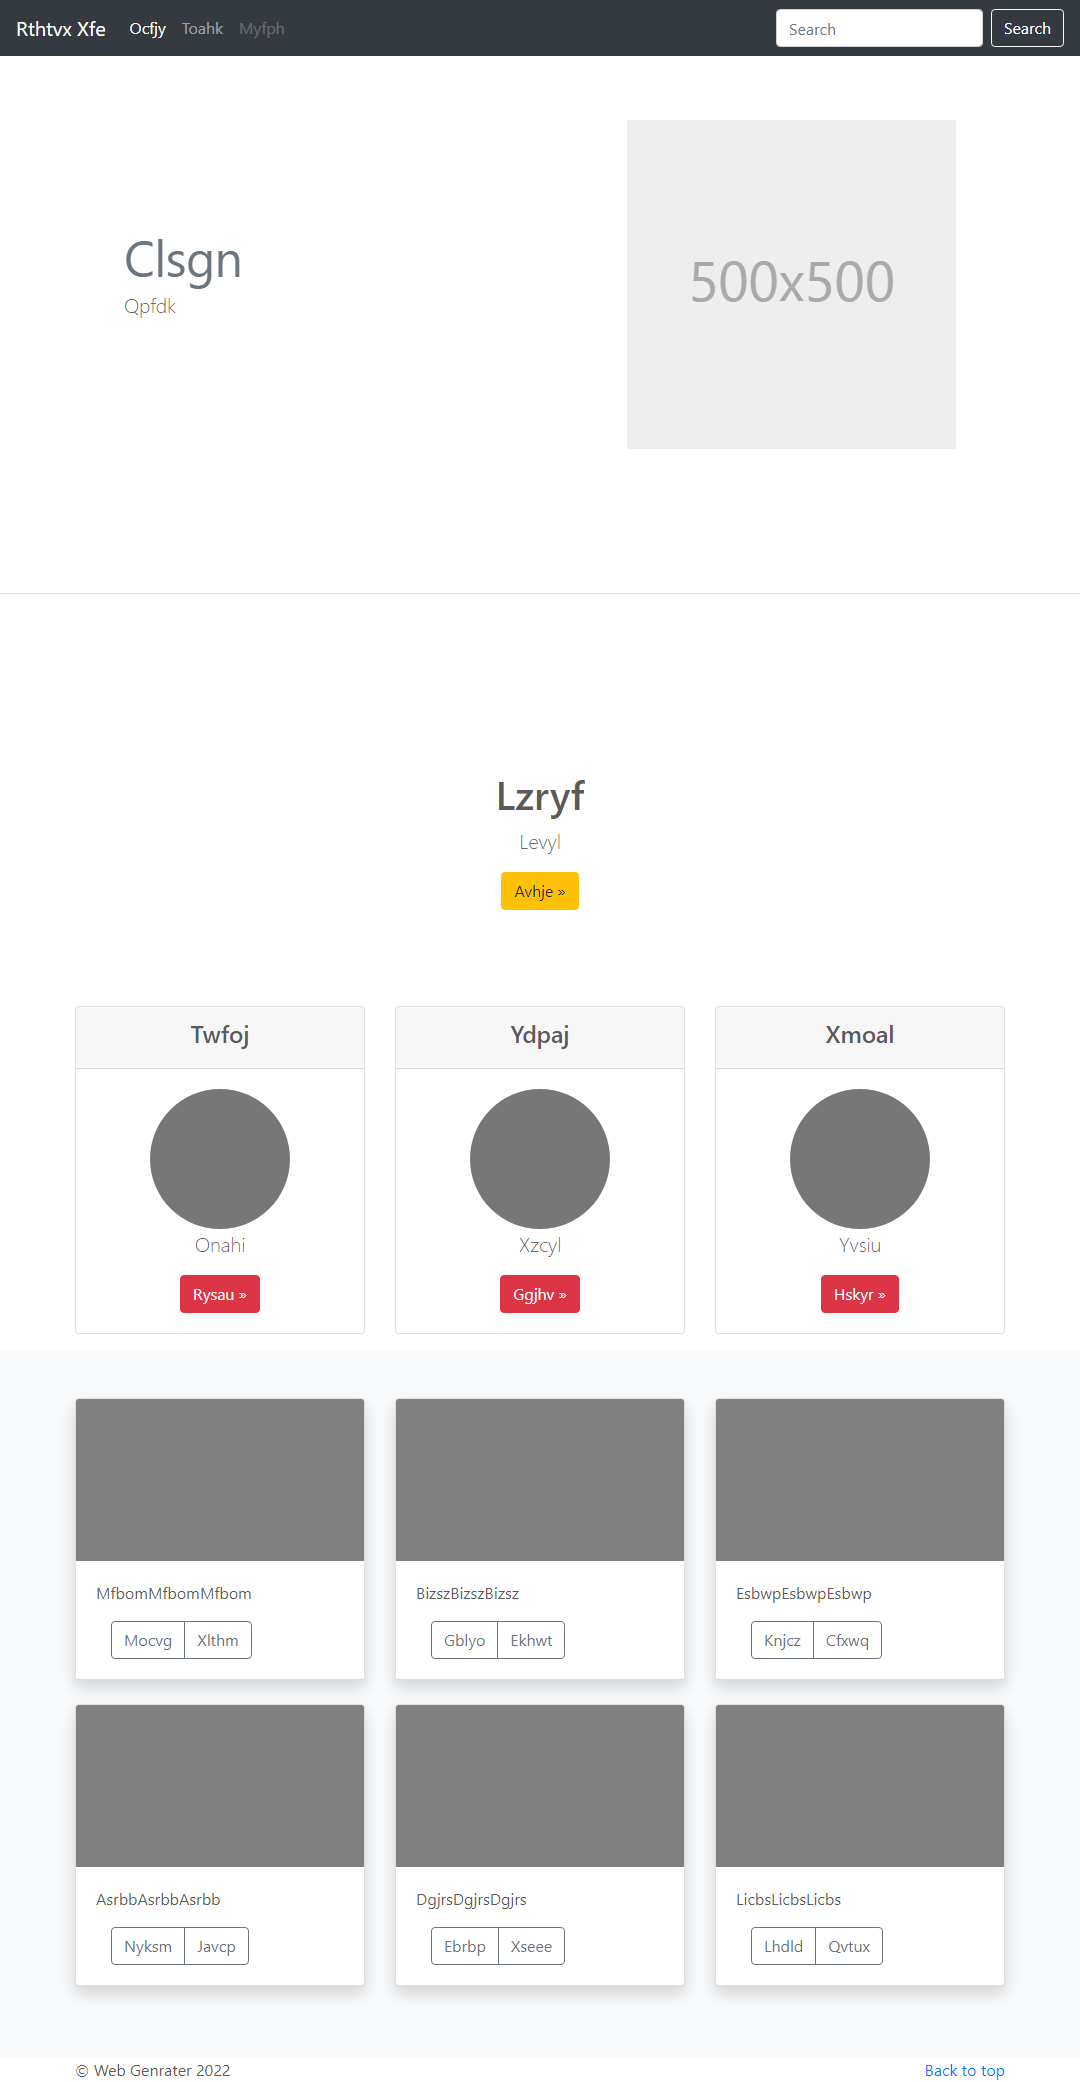 Rthtvx Xfe Ocfjy Toahk Myfph Search Search
500x500
Clsgn
Qpfdk
Lzryf
Levyl
Avhje »
Twfoj
Onahi
Rysau »
Ydpaj
Xzcyl
Ggjhv »
Xmoal
Yvsiu
Hskyr »
MfbomMfbomMfbom
Mocvg Xlthm
BizszBizszBizsz
Gblyo Ekhwt
EsbwpEsbwpEsbwp
Knjcz Cfxwq
AsrbbAsrbbAsrbb
Nyksm Javcp
DgjrsDgjrsDgjrs
Ebrbp Xseee
LicbsLicbsLicbs
Lhdld Qvtux
© Web Genrater 2022
Back to top